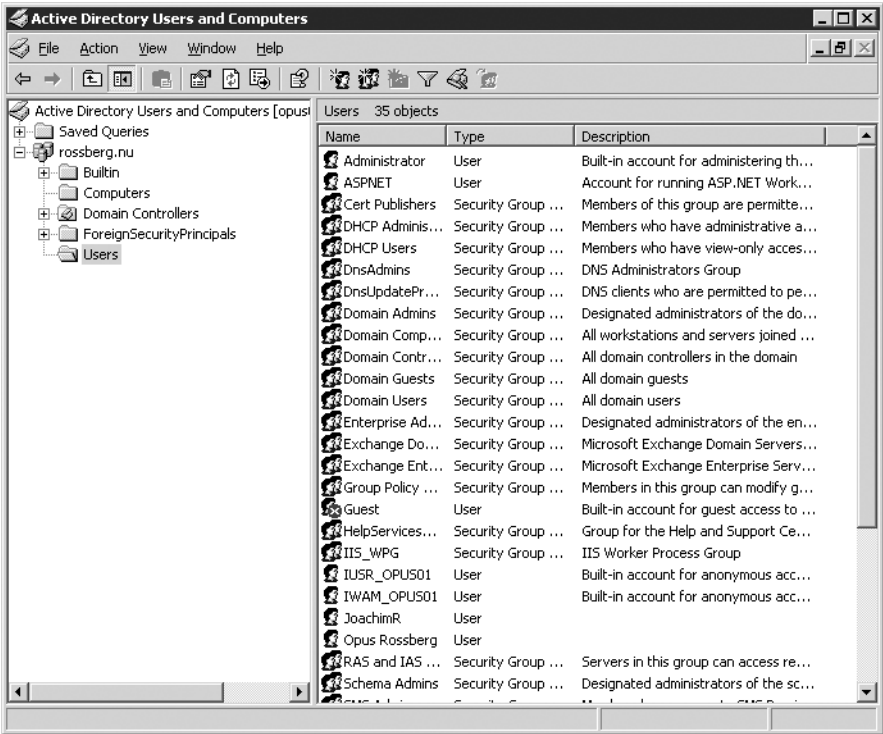 Active Directory Users and Computers
File Action View Window Help
Active Directory Users and Computers [opus
Saved Queries
rossberg.nu
Builtin
Computers
Domain Controllers
ForeignSecurityPrincipals
Users
Users 35 objects
Name Type Description
Administrator User Built-in account for administering th...
ASPNET User Account for running ASP.NET Work...
Cert Publishers Security Group ... Members of this group are permitte...
DHCP Adminis... Security Group ... Members who have administrative a...
DHCP Users Security Group ... Members who have view-only acces...
DnsAdmins Security Group ... DNS Administrators Group
DnsUpdatePr... Security Group ... DNS clients who are permitted to pe...
Domain Admins Security Group ... Designated administrators of the do...
Domain Comp... Security Group ... All workstations and servers joined ...
Domain Contr... Security Group ... All domain controllers in the domain
Domain Guests Security Group ... All domain guests
Domain Users Security Group ... All domain users
Enterprise Ad... Security Group ... Designated administrators of the en...
Exchange Do... Security Group ... Microsoft Exchange Domain Servers...
Exchange Ent... Security Group ... Microsoft Exchange Enterprise Serv...
Group Policy ... Security Group ... Members in this group can modify g...
Guest User Built-in account for guest access to ...
HelpServices... Security Group ... Group for the Help and Support Ce...
IIS_WPG Security Group ... IIS Worker Process Group
IUSR_OPUS01 User Built-in account for anonymous acc...
IWAM_OPUS01 User Built-in account for anonymous acc...
JoachimR User
Opus Rossberg User
RAS and IAS ... Security Group ... Servers in this group can access re...
Schema Admins Security Group ... Designated administrators of the sc...